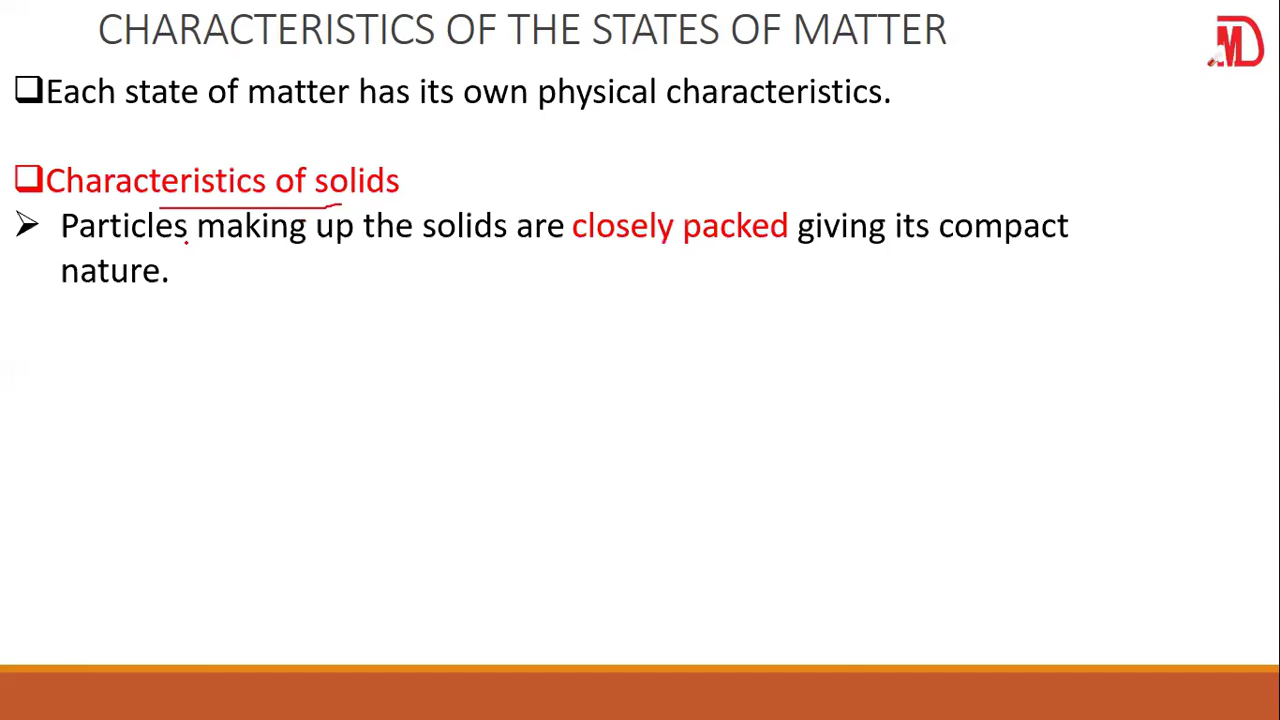 CHARACTERISTICS OF THE STATES OF MATTER
MD
Each state of matter has its own physical characteristics.
Characteristics of solids
Particles making up the solids are closely packed giving its compact
nature.